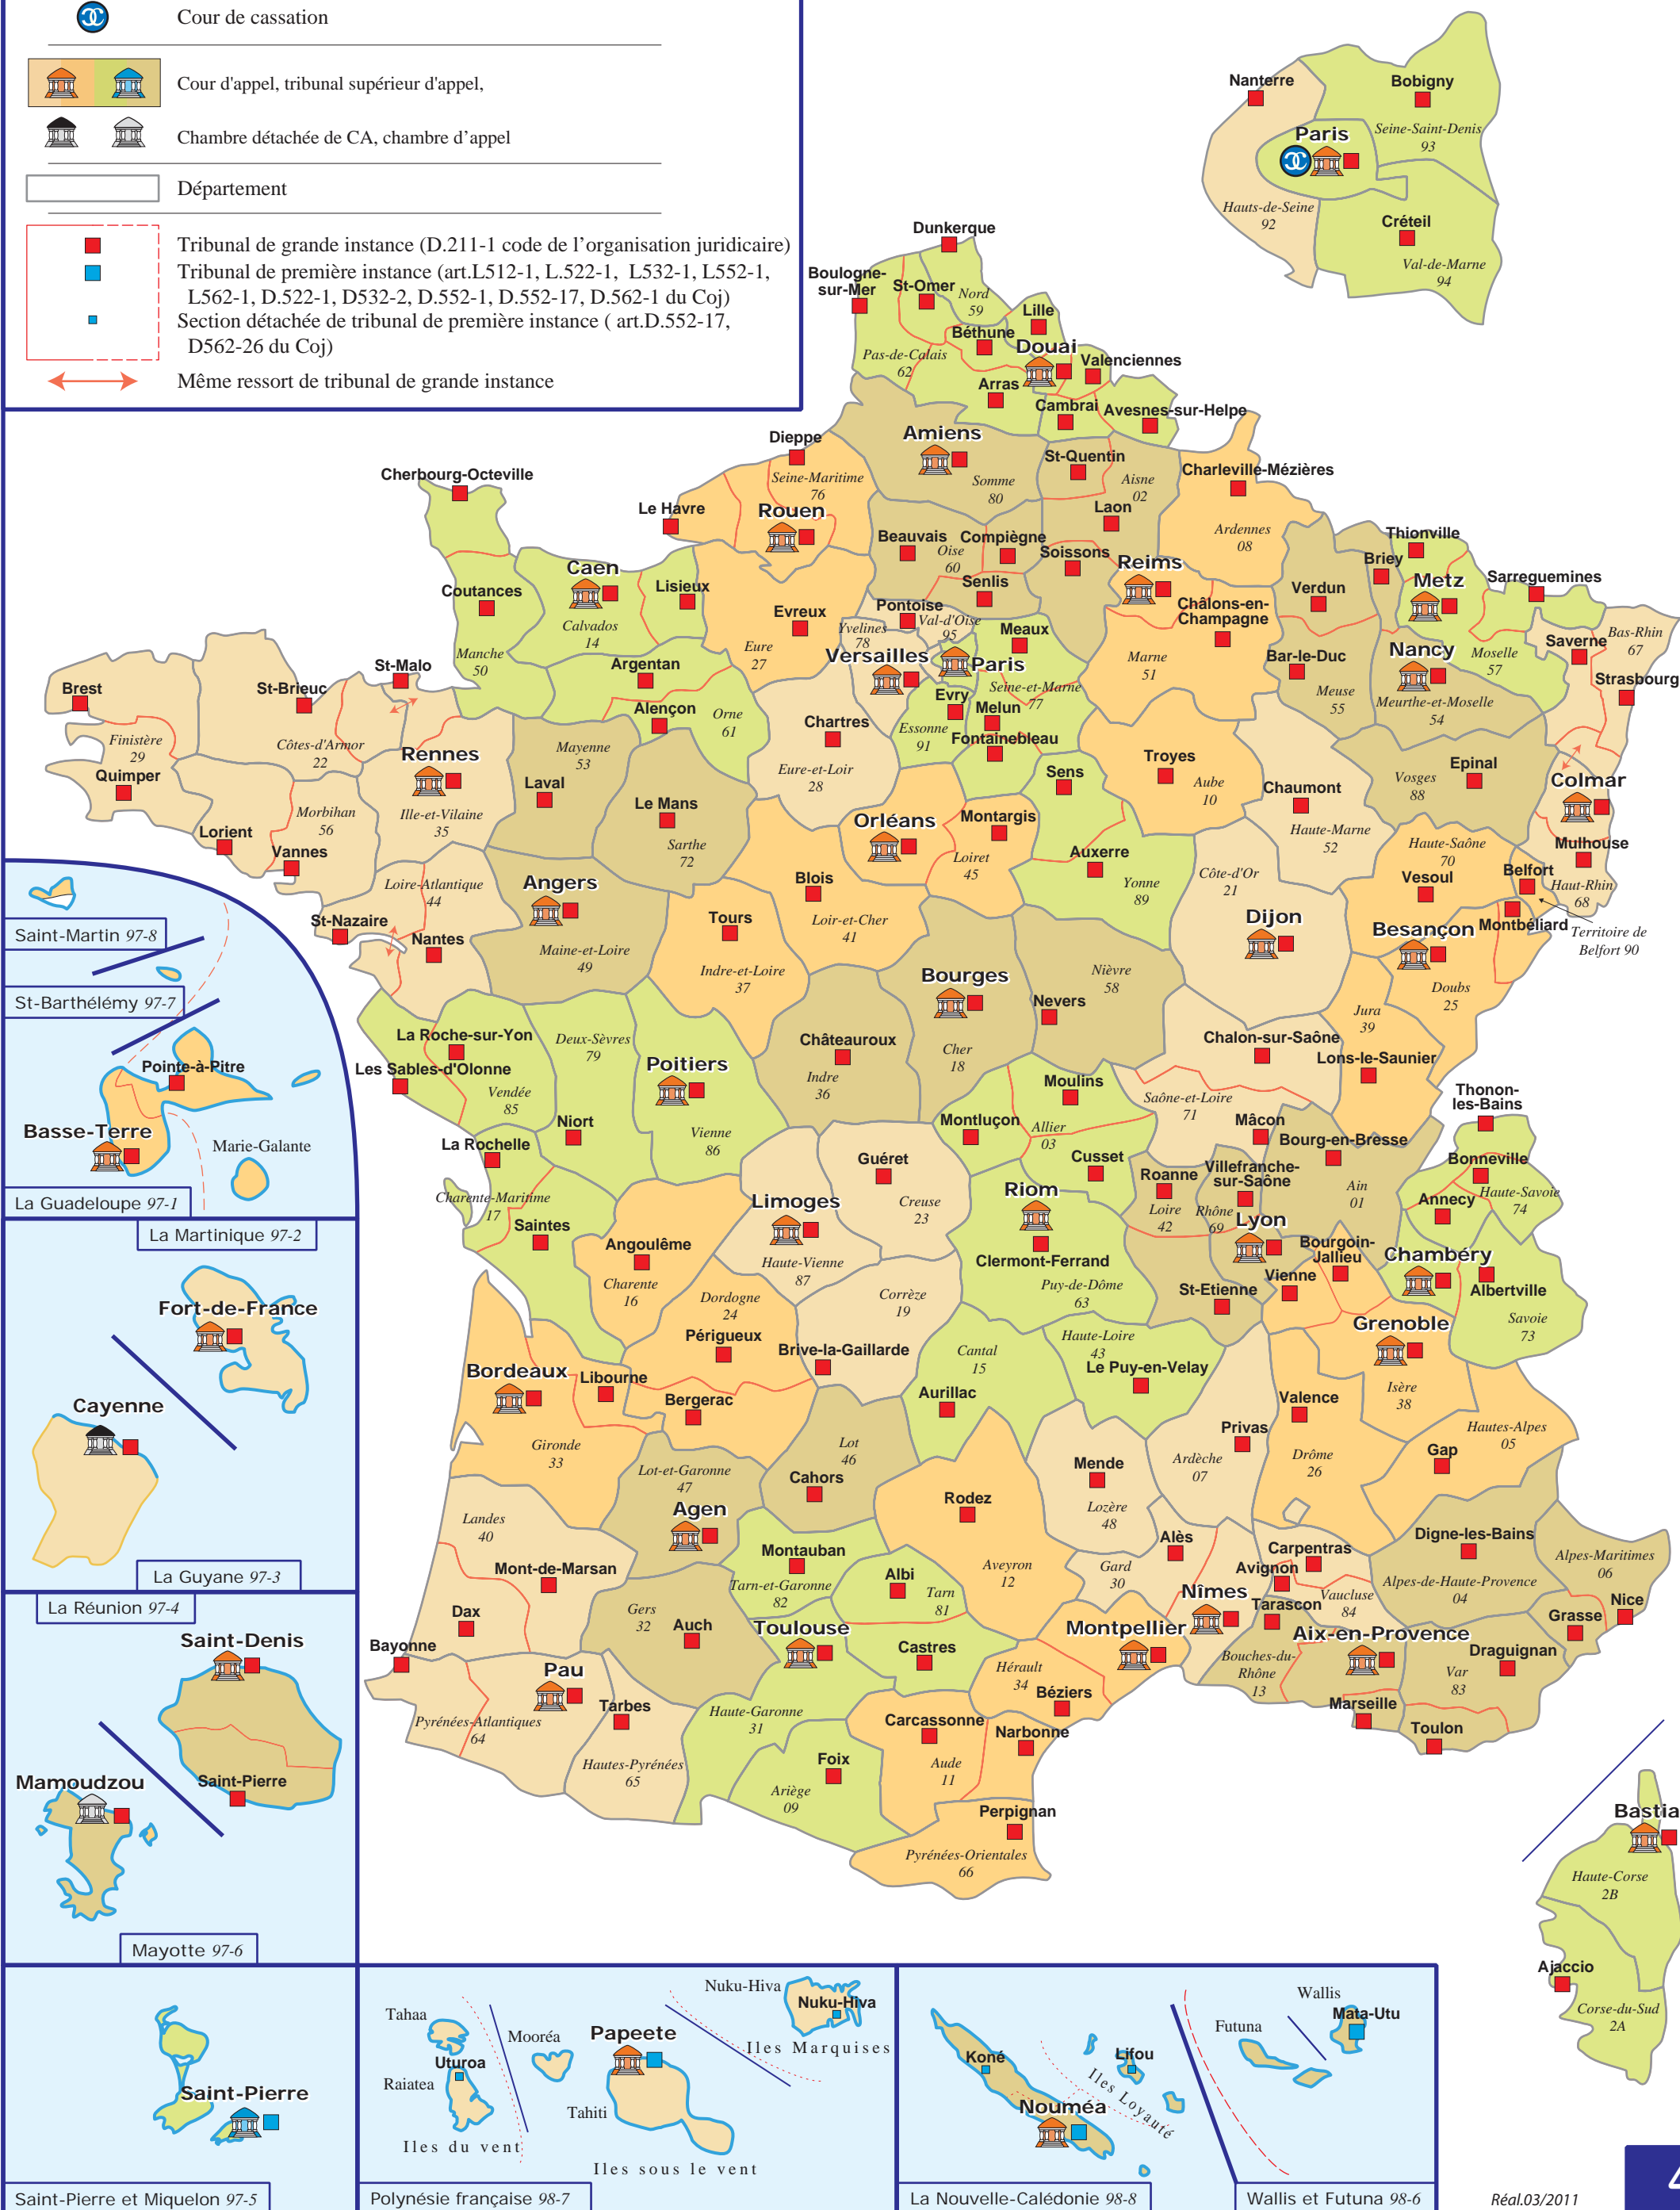 Cour de cassation
Cour d'appel, tribunal supérieur d'appel,
Chambre détachée de CA, chambre d'appel
Département
Tribunal de grande instance (D.211-1 code de l'organisation juridicaire)
Tribunal de première instance (art.L512-1, L.522-1, L532-1, L552-1,
L562-1, D.522-1, D532-2, D.552-1, D.552-17, D.562-1 du Coj)
Section détachée de tribunal de première instance ( art.D.552-17,
D562-26 du Coj)
Même ressort de tribunal de grande instance
Nanterre
Bobigny
Paris
Seine-Saint-Denis
93
Hauts-de-Seine
92
Créteil
Val-de-Marne
94
Dunkerque
Boulogne-
sur-Mer
St-Omer
Nord
59
Lille
Béthune
Douai
Pas-de-Calais
62
Valenciennes
Arras
Cambrai
Avesnes-sur-Helpe
Amiens
Dieppe
St-Quentin
Somme
80
Aisne
02
Charleville-Mézières
Cherbourg-Octeville
Seine-Maritime
76
Le Havre
Rouen
Laon
Ardennes
08
Beauvais
Oise
60
Compiègne
Soissons
Reims
Thionville
Briey
Metz
Sarreguemines
Caen
Coutances
Lisieux
Senlis
Verdun
Calvados
14
Evreux
Pontoise
Val-d'Oise
95
Châlons-en-
Champagne
Yvelines
78
Meaux
Manche
50
Eure
27
Versailles
Paris
Marne
51
Bar-le-Duc
Nancy
Moselle
57
Saverne
Bas-Rhin
67
Argentan
St-Malo
Brest
St-Brieuc
Strasbourg
Evry
Seine-et-Marne
77
Meuse
55
Meurthe-et-Moselle
54
Alençon
Orne
61
Chartres
Essonne
91
Melun
Fontainebleau
Finistère
29
Côtes-d'Armor
22
Rennes
Mayenne
53
Quimper
Laval
Eure-et-Loir
28
Sens
Troyes
Aube
10
Chaumont
Vosges
88
Epinal
Colmar
Morbihan
56
Ille-et-Vilaine
35
Le Mans
Sarthe
72
Orléans
Montargis
Loiret
45
Haute-Marne
52
Lorient
Vannes
Auxerre
Yonne
89
Haute-Saône
70
Mulhouse
Vesoul
Belfort
Haut-Rhin
68
Loire-Atlantique
44
Angers
Blois
Loir-et-Cher
41
Côte-d'Or
21
Dijon
Besançon
Montbéliard
Territoire de
Belfort 90
St-Nazaire
Nantes
Maine-et-Loire
49
Tours
Indre-et-Loire
37
Bourges
Nièvre
58
Nevers
Doubs
25
Jura
39
Saint-Martin 97-8
St-Barthélémy 97-7
La Roche-sur-Yon
Les Sables-d'Olonne
Vendée
85
Deux-Sèvres
79
Poitiers
Châteauroux
Indre
36
Cher
18
Chalon-sur-Saône
Lons-le-Saunier
Pointe-à-Pitre
Basse-Terre
Marie-Galante
La Guadeloupe 97-1
Niort
Vienne
86
Moulins
Montluçon
Allier
03
Saône-et-Loire
71
Mâcon
Bourg-en-Bresse
Thonon-
les-Bains
La Rochelle
Guéret
Cusset
Roanne
Villefranche-
sur-Saône
Bonneville
Ain
01
Annecy
Haute-Savoie
74
Charente-Maritime
17
Saintes
Limoges
Creuse
23
Riom
Loire
42
Rhône
69
Lyon
La Martinique 97-2
Angoulême
Haute-Vienne
87
Clermont-Ferrand
Bourgoin-
Jallieu
Chambéry
Charente
16
Dordogne
24
Corrèze
19
Puy-de-Dôme
63
St-Etienne
Vienne
Albertville
Savoie
73
Fort-de-France
Périgueux
Brive-la-Gaillarde
Cantal
15
Haute-Loire
43
Le Puy-en-Velay
Grenoble
Bordeaux
Libourne
Bergerac
Aurillac
Valence
Isère
38
Cayenne
Gironde
33
Lot
46
Cahors
Mende
Privas
Ardèche
07
Drôme
26
Hautes-Alpes
05
Gap
Lot-et-Garonne
47
Agen
Rodez
Lozère
48
Landes
40
Montauban
Alès
Carpentras
Digne-les-Bains
La Guyane 97-3
Mont-de-Marsan
Tarn-et-Garonne
82
Albi
Tarn
81
Aveyron
12
Gard
30
Avignon
Nîmes
Vaucluse
84
Alpes-de-Haute-Provence
04
Alpes-Maritimes
06
La Réunion 97-4
Dax
Gers
32
Auch
Toulouse
Castres
Montpellier
Tarascon
Aix-en-Provence
Grasse
Nice
Saint-Denis
Bayonne
Pau
Tarbes
Hérault
34
Béziers
Bouches-du-
Rhône
13
Draguignan
Var
83
Marseille
Toulon
Pyrénées-Atlantiques
64
Haute-Garonne
31
Carcassonne
Narbonne
Saint-Pierre
Mamoudzou
Hautes-Pyrénées
65
Foix
Ariège
09
Aude
11
Perpignan
Pyrénées-Orientales
66
Bastia
Haute-Corse
2B
Mayotte 97-6
Ajaccio
Corse-du-Sud
2A
Saint-Pierre
Saint-Pierre et Miquelon 97-5
Tahaa
Uturoa
Raiatea
Iles du vent
Mooréa
Papeete
Tahiti
Iles sous le vent
Nuku-Hiva
Nuku-Hiva
Iles Marquises
Polynésie française 98-7
Koné
Lifou
Iles Loyauté
Nouméa
La Nouvelle-Calédonie 98-8
Wallis
Mata-Utu
Futuna
Wallis et Futuna 98-6
Réal.03/2011
4